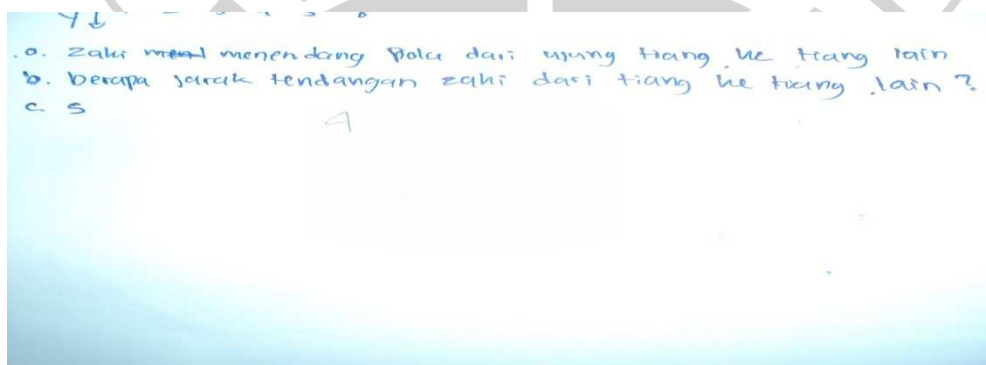 a. Zaki menendang Bola dari ujung tiang ke tiang lain
b. berapa jarak tendangan zaki dari tiang ke tiang lain ?
c. S
4